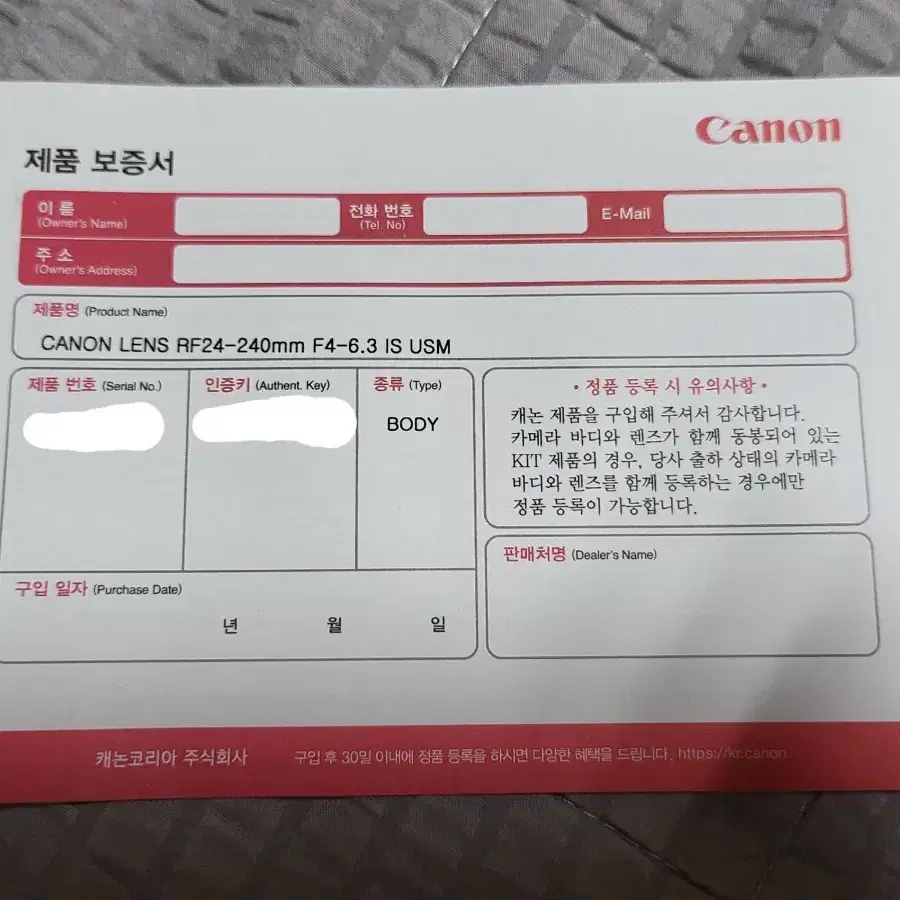 Canon
제품 보증서
이 름 전화 번호 E-Mail
(Owner's Name) (Tel. No)
주 소
(Owner's Address)
제품명 (Product Name)
CANON LENS RF24-240mm F4-6.3 IS USM
제품 번호 (Serial No.) 인증키 (Authent. Key) 종류 (Type)
BODY
• 정품 등록 시 유의사항 •
캐논 제품을 구입해 주셔서 감사합니다.
카메라 바디와 렌즈가 함께 동봉되어 있는
KIT 제품의 경우, 당사 출하 상태의 카메라
바디와 렌즈를 함께 등록하는 경우에만
정품 등록이 가능합니다.
판매처명 (Dealer's Name)
구입 일자 (Purchase Date)
년 월 일
캐논코리아 주식회사 구입 후 30일 이내에 정품 등록을 하시면 다양한 혜택을 드립니다. https://kr.canon